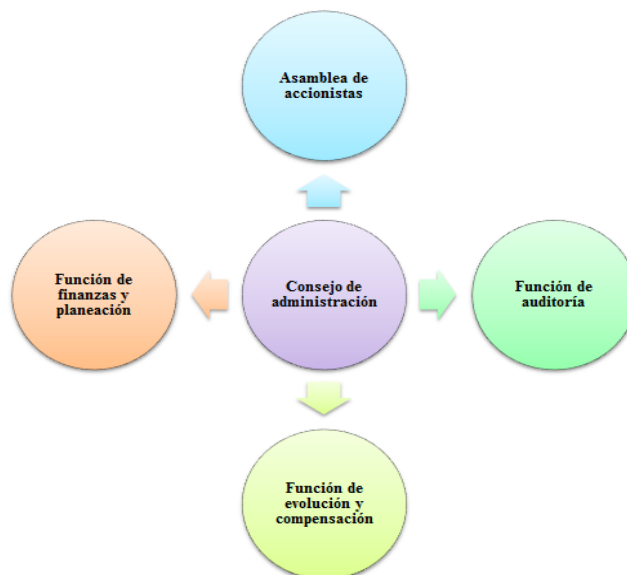 Asamblea de
accionistas
Función de
finanzas y
planeación
Consejo de
administración
Función de
auditoría
Función de
evolución y
compensación